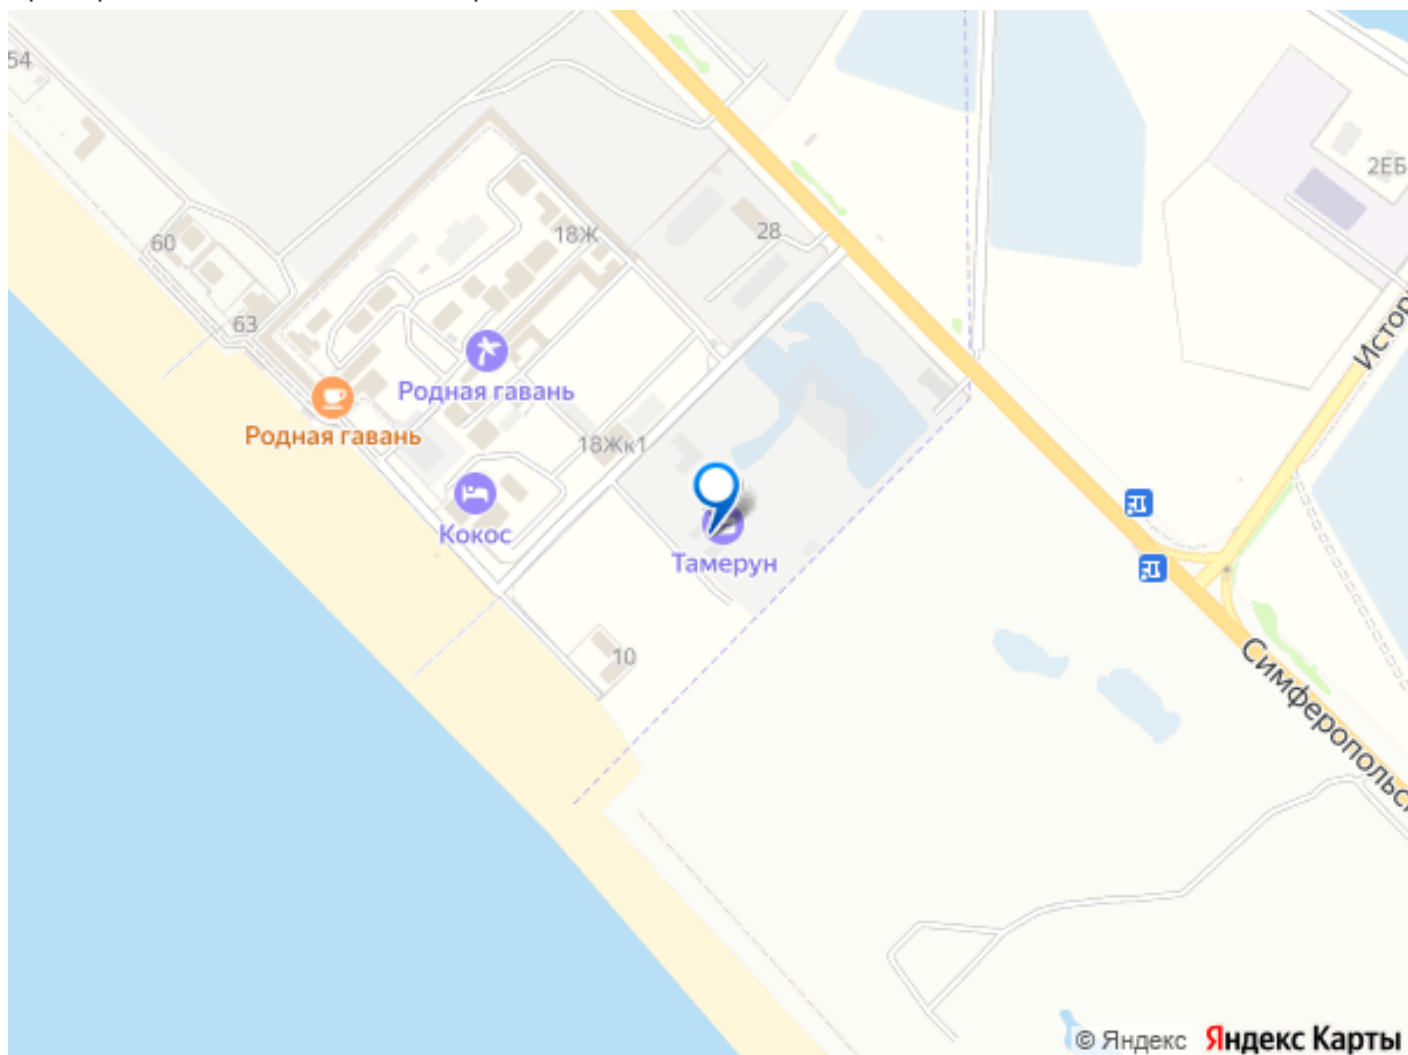 54
2ЕБ
28
18Ж
60
63
Истор
Родная гавань
Родная гавань
18Жк1
Кокос
Тамерун
10
Симферопольс
© Яндекс Яндекс Карты